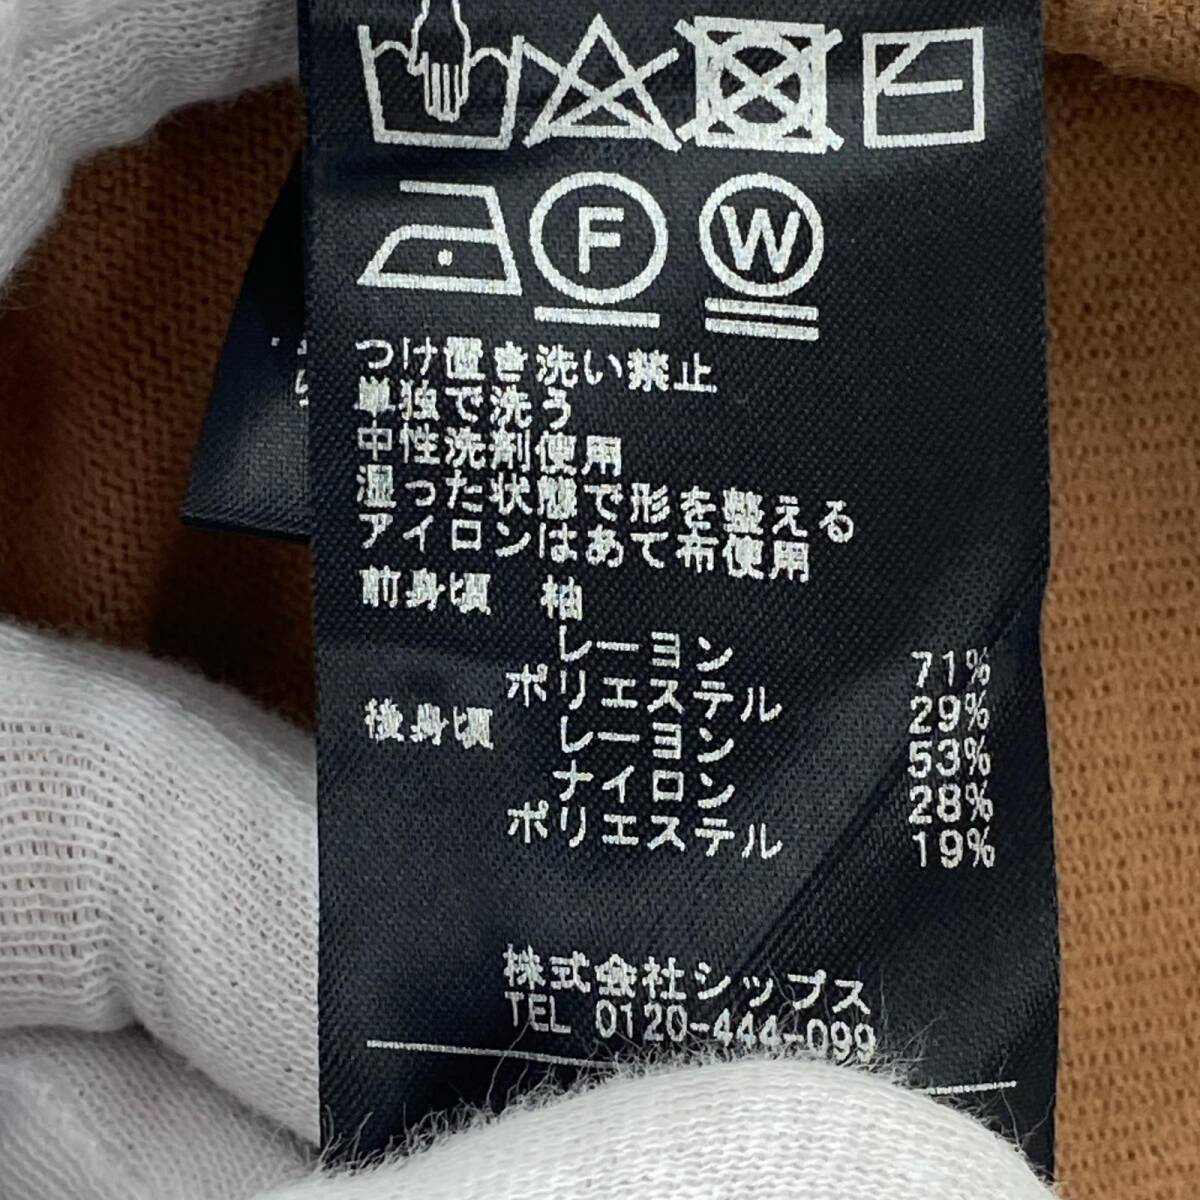 F W
つけ置き洗い禁止
単独で洗う
中性洗剤使用
湿った状態で形を整える
アイロンはあて布使用
前身頃 袖
レーヨン 71%
ポリエステル 29%
後身頃 レーヨン 53%
ナイロン 28%
ポリエステル 19%
株式会社シップス
TEL 0120-444-099